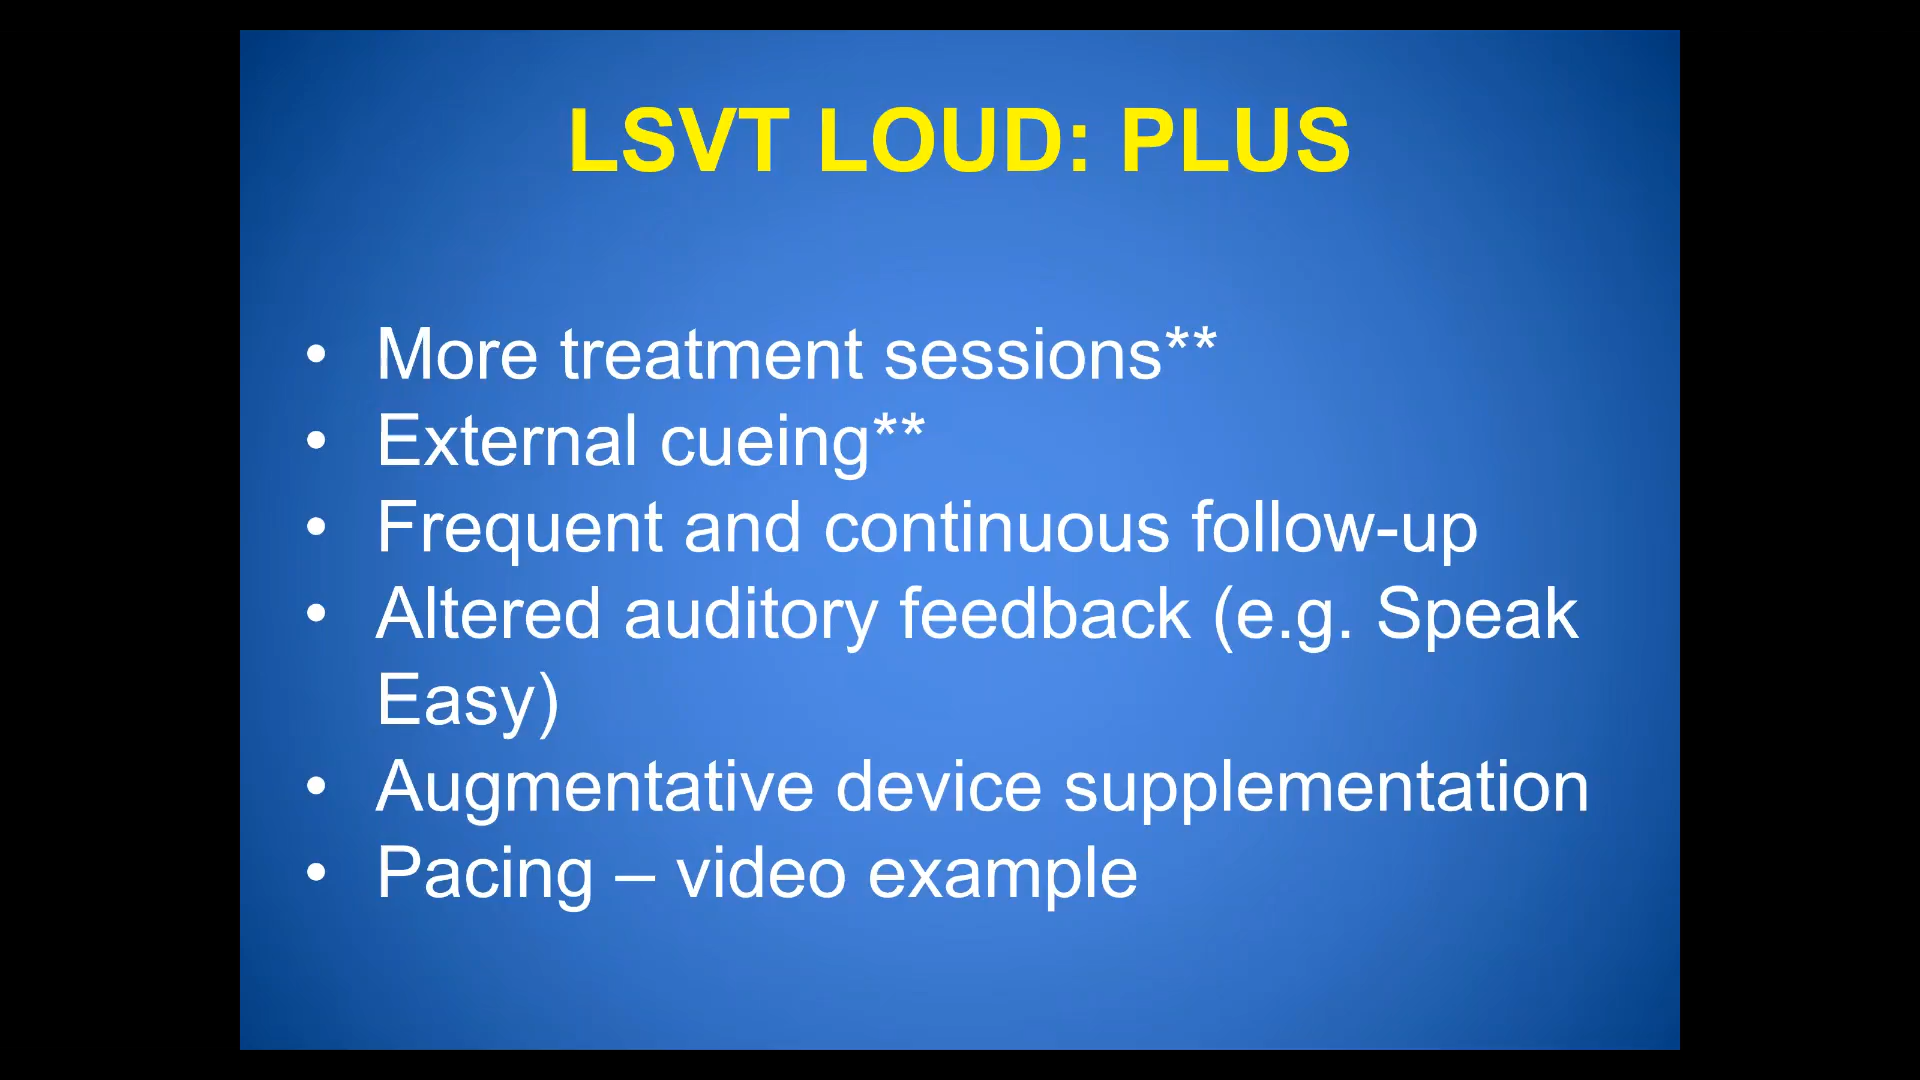 LSVT LOUD: PLUS
• More treatment sessions**
• External cueing**
• Frequent and continuous follow-up
• Altered auditory feedback (e.g. Speak
Easy)
• Augmentative device supplementation
• Pacing – video example